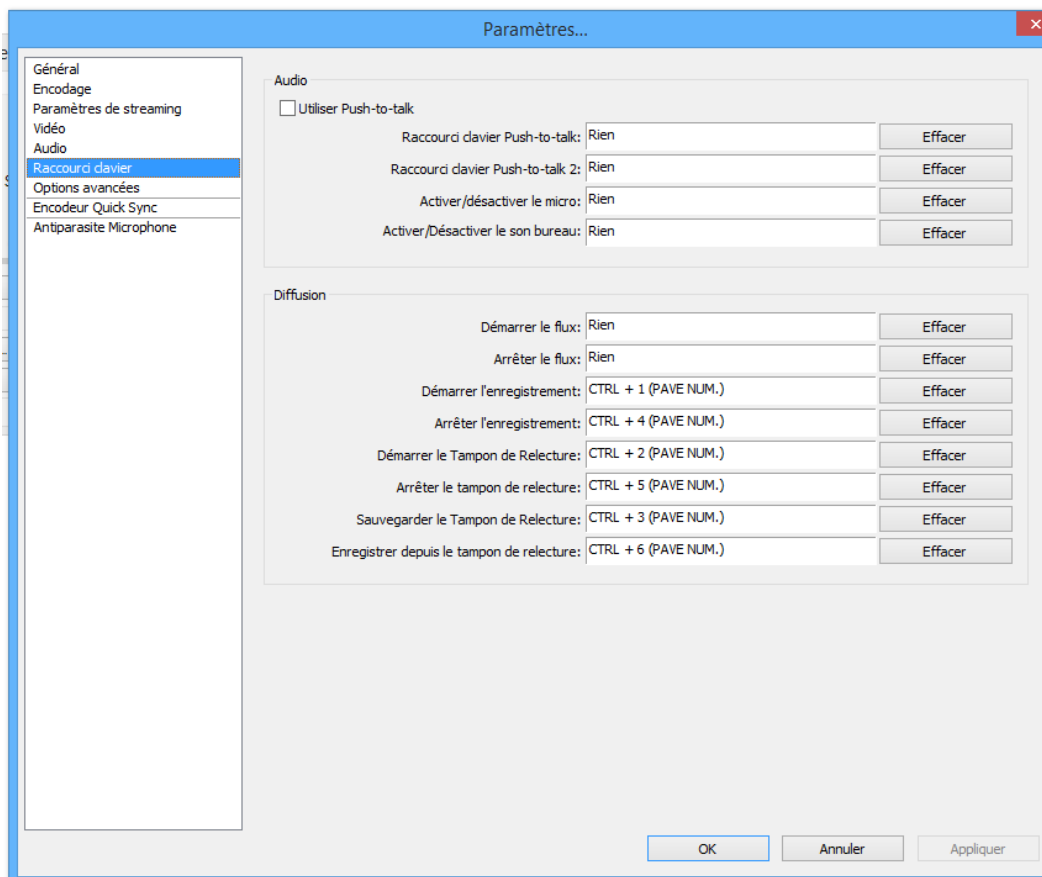 Paramètres...
Général
Encodage
Paramètres de streaming
Vidéo
Audio
Raccourci clavier
Options avancées
Encodeur Quick Sync
Antiparasite Microphone
Audio
Utiliser Push-to-talk
Raccourci clavier Push-to-talk: Rien Effacer
Raccourci clavier Push-to-talk 2: Rien Effacer
Activer/désactiver le micro: Rien Effacer
Activer/Désactiver le son bureau: Rien Effacer
Diffusion
Démarrer le flux: Rien Effacer
Arrêter le flux: Rien Effacer
Démarrer l'enregistrement: CTRL + 1 (PAVE NUM.) Effacer
Arrêter l'enregistrement: CTRL + 4 (PAVE NUM.) Effacer
Démarrer le Tampon de Relecture: CTRL + 2 (PAVE NUM.) Effacer
Arrêter le tampon de relecture: CTRL + 5 (PAVE NUM.) Effacer
Sauvegarder le Tampon de Relecture: CTRL + 3 (PAVE NUM.) Effacer
Enregistrer depuis le tampon de relecture: CTRL + 6 (PAVE NUM.) Effacer
OK Annuler Appliquer